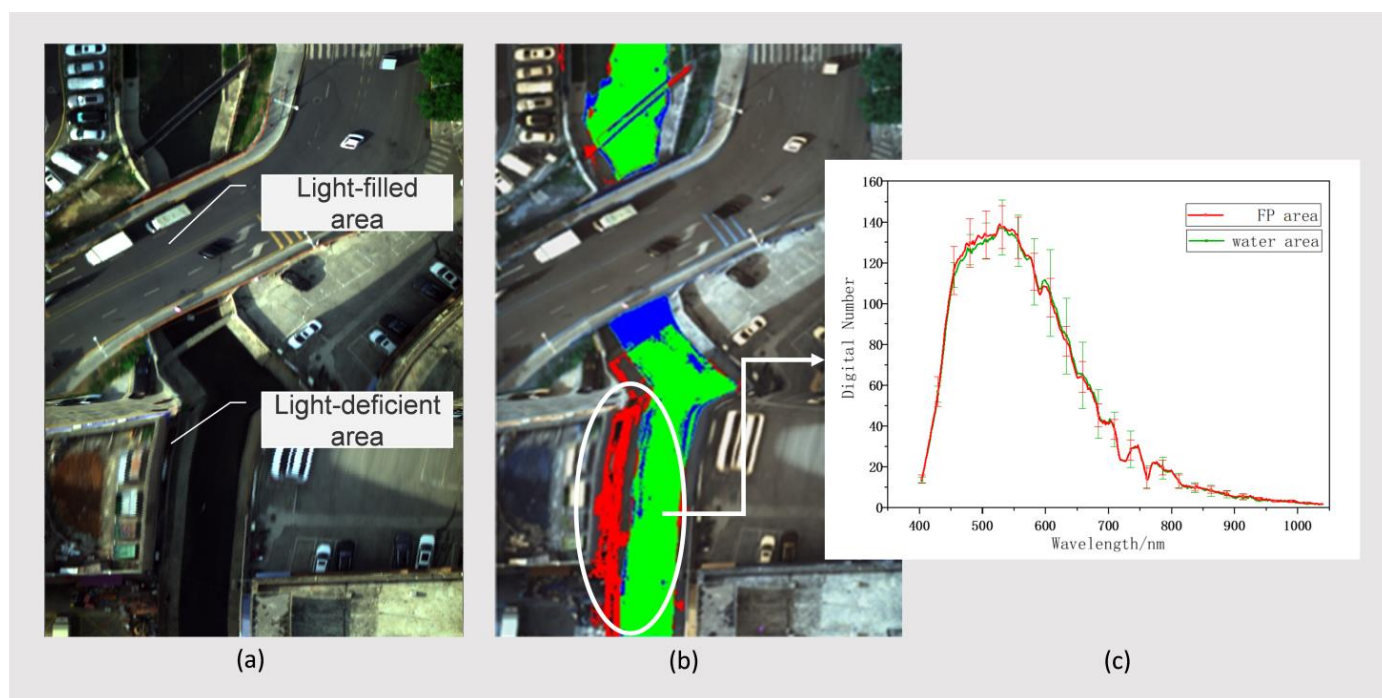 Light-filled
area
Light-deficient
area
(a)
(b)
160
140
120
100
80
60
40
20
0
400
500
600
700
800
900
1000
Digital Number
Wavelength/nm
FP area
water area
(c)